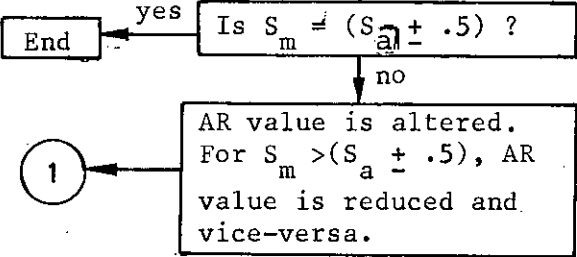 yes
End
Is S_m = (S_a ± .5) ?
no
AR value is altered.
For S_m >(S_a ± .5), AR
value is reduced and
vice-versa.
1